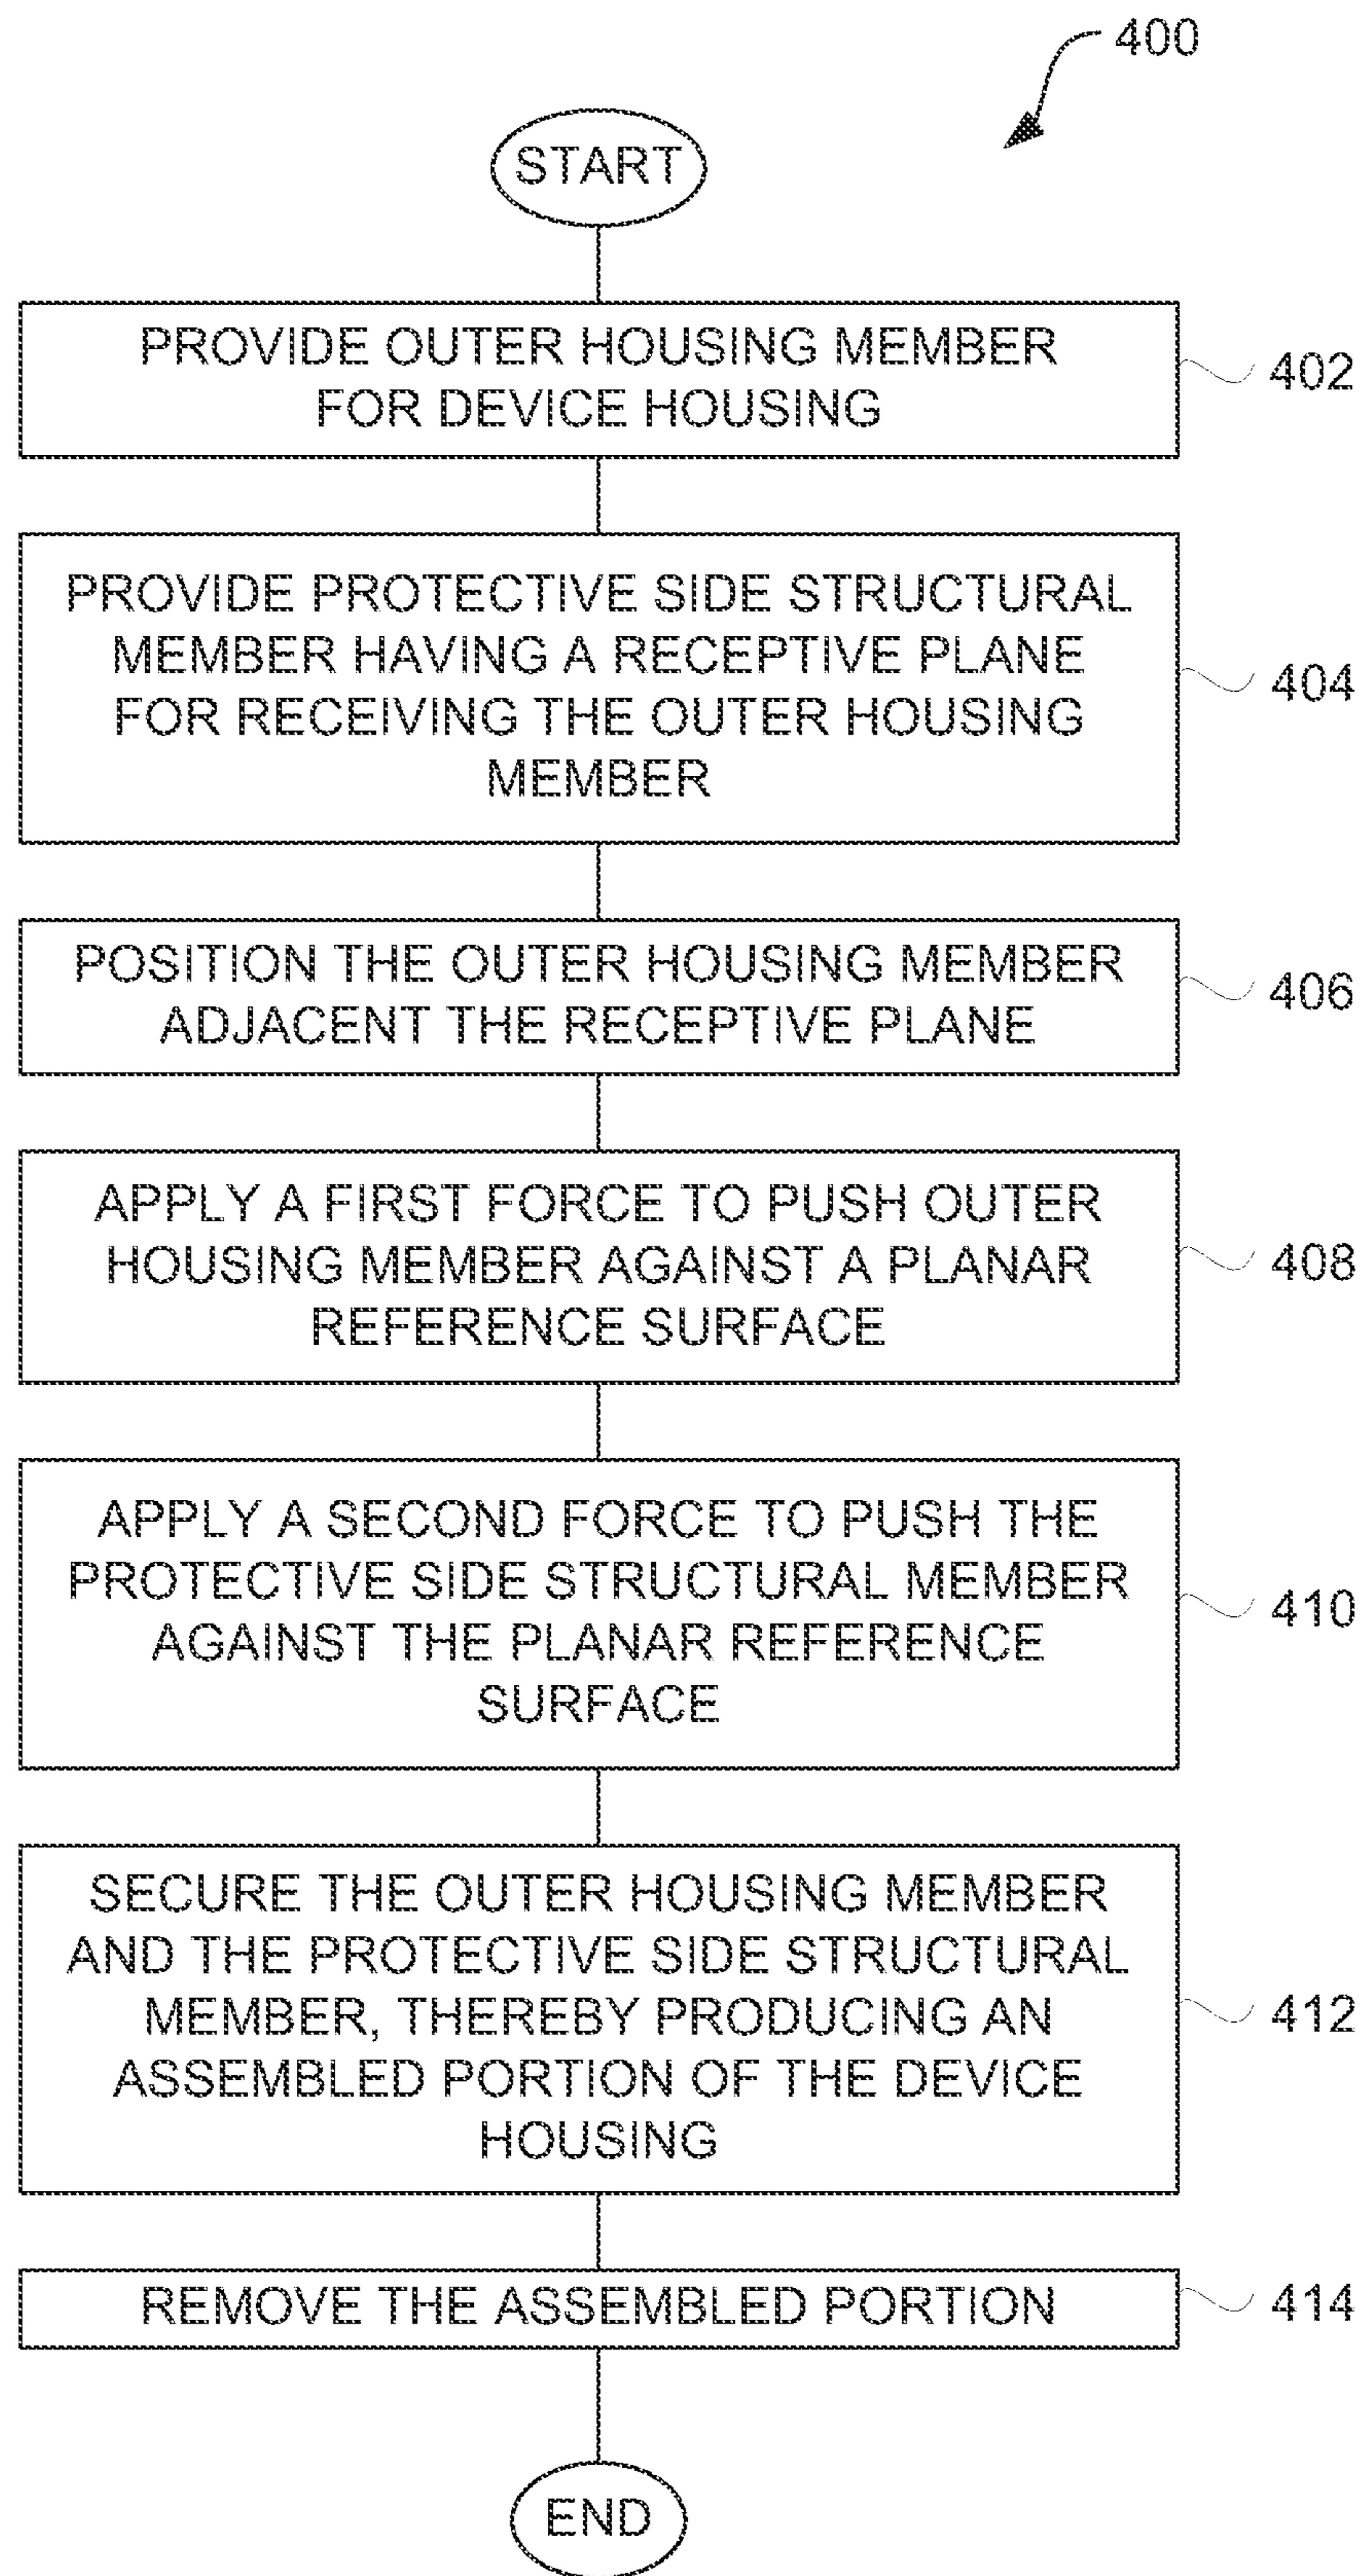 400
START
PROVIDE OUTER HOUSING MEMBER
FOR DEVICE HOUSING
402
PROVIDE PROTECTIVE SIDE STRUCTURAL
MEMBER HAVING A RECEPTIVE PLANE
FOR RECEIVING THE OUTER HOUSING
MEMBER
404
POSITION THE OUTER HOUSING MEMBER
ADJACENT THE RECEPTIVE PLANE
406
APPLY A FIRST FORCE TO PUSH OUTER
HOUSING MEMBER AGAINST A PLANAR
REFERENCE SURFACE
408
APPLY A SECOND FORCE TO PUSH THE
PROTECTIVE SIDE STRUCTURAL MEMBER
AGAINST THE PLANAR REFERENCE
SURFACE
410
SECURE THE OUTER HOUSING MEMBER
AND THE PROTECTIVE SIDE STRUCTURAL
MEMBER, THEREBY PRODUCING AN
ASSEMBLED PORTION OF THE DEVICE
HOUSING
412
REMOVE THE ASSEMBLED PORTION
414
END